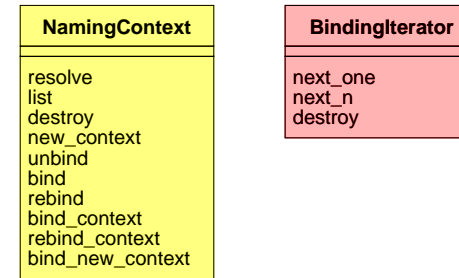 NamingContext
resolve
list
destroy
new_context
unbind
bind
rebind
bind_context
rebind_context
bind_new_context
BindingIterator
next_one
next_n
destroy